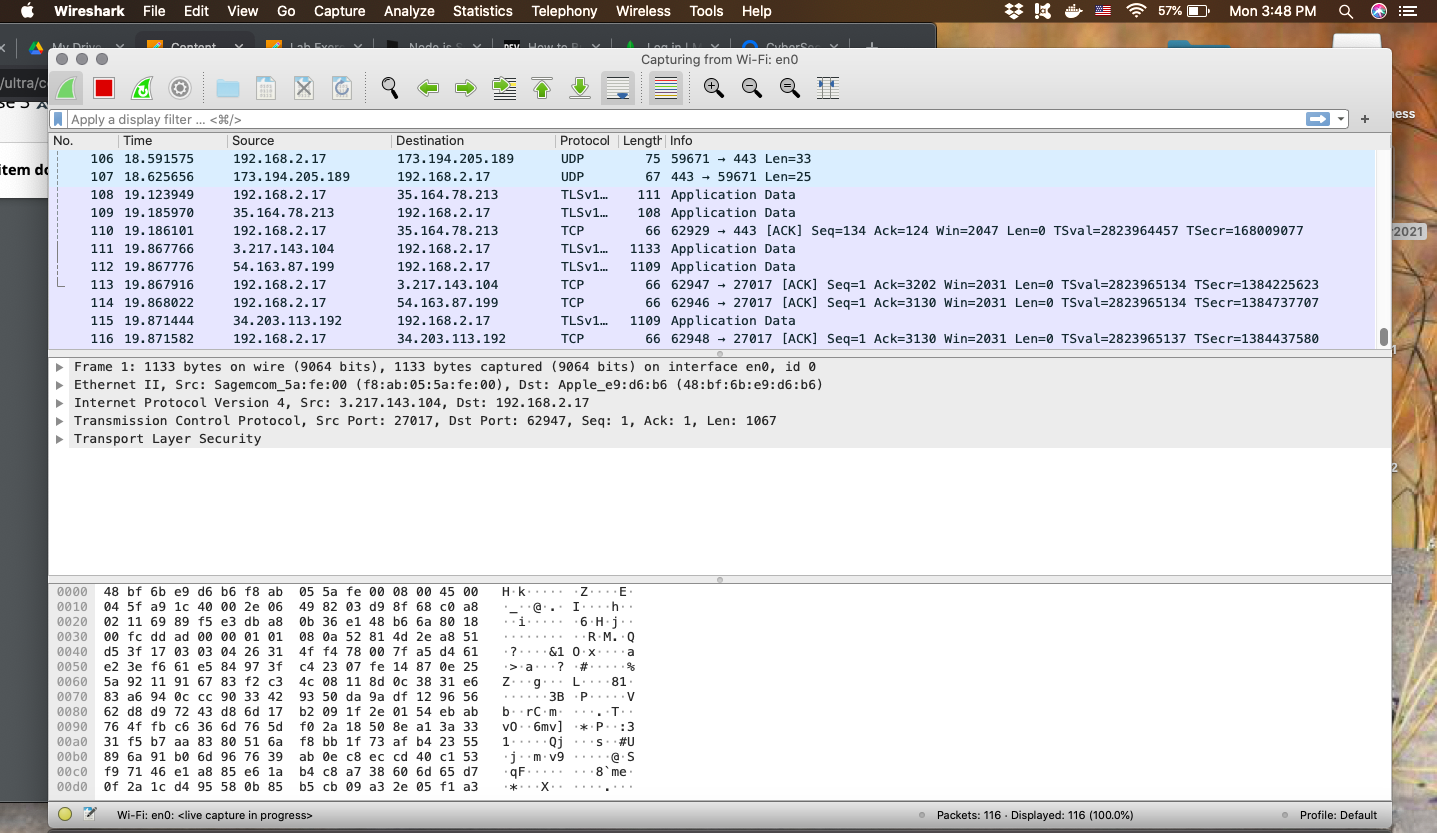 Wireshark File Edit View Go Capture Analyze Statistics Telephony Wireless Tools Help 57% Mon 3:48 PM
My Drive Content Lab Exer How to B Log in | M CyberSec
Capturing from Wi-Fi: en0
/ultra/c
Apply a display filter … <⌘/>
item do
ness
2021
No. Time Source Destination Protocol Length Info
106 18.591575 192.168.2.17 173.194.205.189 UDP 75 59671 → 443 Len=33
107 18.625656 173.194.205.189 192.168.2.17 UDP 67 443 → 59671 Len=25
108 19.123949 192.168.2.17 35.164.78.213 TLSv1… 111 Application Data
109 19.185970 35.164.78.213 192.168.2.17 TLSv1… 108 Application Data
110 19.186101 192.168.2.17 35.164.78.213 TCP 66 62929 → 443 [ACK] Seq=134 Ack=124 Win=2047 Len=0 TSval=2823964457 TSecr=168009077
111 19.867766 3.217.143.104 192.168.2.17 TLSv1… 1133 Application Data
112 19.867776 54.163.87.199 192.168.2.17 TLSv1… 1109 Application Data
113 19.867916 192.168.2.17 3.217.143.104 TCP 66 62947 → 27017 [ACK] Seq=1 Ack=3202 Win=2031 Len=0 TSval=2823965134 TSecr=1384225623
114 19.868022 192.168.2.17 54.163.87.199 TCP 66 62946 → 27017 [ACK] Seq=1 Ack=3130 Win=2031 Len=0 TSval=2823965134 TSecr=1384737707
115 19.871444 34.203.113.192 192.168.2.17 TLSv1… 1109 Application Data
116 19.871582 192.168.2.17 34.203.113.192 TCP 66 62948 → 27017 [ACK] Seq=1 Ack=3130 Win=2031 Len=0 TSval=2823965137 TSecr=1384437580
Frame 1: 1133 bytes on wire (9064 bits), 1133 bytes captured (9064 bits) on interface en0, id 0
Ethernet II, Src: Sagemcom_5a:fe:00 (f8:ab:05:5a:fe:00), Dst: Apple_e9:d6:b6 (48:bf:6b:e9:d6:b6)
Internet Protocol Version 4, Src: 3.217.143.104, Dst: 192.168.2.17
Transmission Control Protocol, Src Port: 27017, Dst Port: 62947, Seq: 1, Ack: 1, Len: 1067
Transport Layer Security
0000 48 bf 6b e9 d6 b6 f8 ab 05 5a fe 00 08 00 45 00 H·k····· ·Z····E·
0010 04 5f a9 1c 40 00 2e 06 49 82 03 d9 8f 68 c0 a8 ·_··@·.· I····h··
0020 02 11 69 89 f5 e3 db a8 0b 36 e1 48 b6 6a 80 18 ··i····· ·6·H·j··
0030 00 fc dd ad 00 00 01 01 08 0a 52 81 4d 2e a8 51 ········ ··R·M.·Q
0040 d5 3f 17 03 03 04 26 31 4f f4 78 00 7f a5 d4 61 ·?····&1 O·x····a
0050 e2 3e f6 61 e5 84 97 3f c4 23 07 fe 14 87 0e 25 ·>·a···? ·#·····%
0060 5a 92 11 91 67 83 f2 c3 4c 08 11 8d 0c 38 31 e6 Z···g··· L····81·
0070 83 a6 94 0c cc 90 33 42 93 50 da 9a df 12 96 56 ······3B ·P·····V
0080 62 d8 d9 72 43 d8 6d 17 b2 09 1f 2e 01 54 eb ab b··rC·m· ···.·T··
0090 76 4f fb c6 36 6d 76 5d f0 2a 18 50 8e a1 3a 33 vO··6mv] ·*·P··:3
00a0 31 f5 b7 aa 83 80 51 6a f8 bb 1f 73 af b4 23 55 1·····Qj ···s··#U
00b0 89 6a 91 b0 6d 96 76 39 ab 0e c8 ec cd 40 c1 53 ·j··m·v9 ·····@·S
00c0 f9 71 46 e1 a8 85 e6 1a b4 c8 a7 38 60 6d 65 d7 ·qF····· ···8`me·
00d0 0f 2a 1c d4 95 58 0b 85 b5 cb 09 a3 2e 05 f1 a3 ·*···X·· ····.···
Wi-Fi: en0: <live capture in progress> Packets: 116 · Displayed: 116 (100.0%) Profile: Default